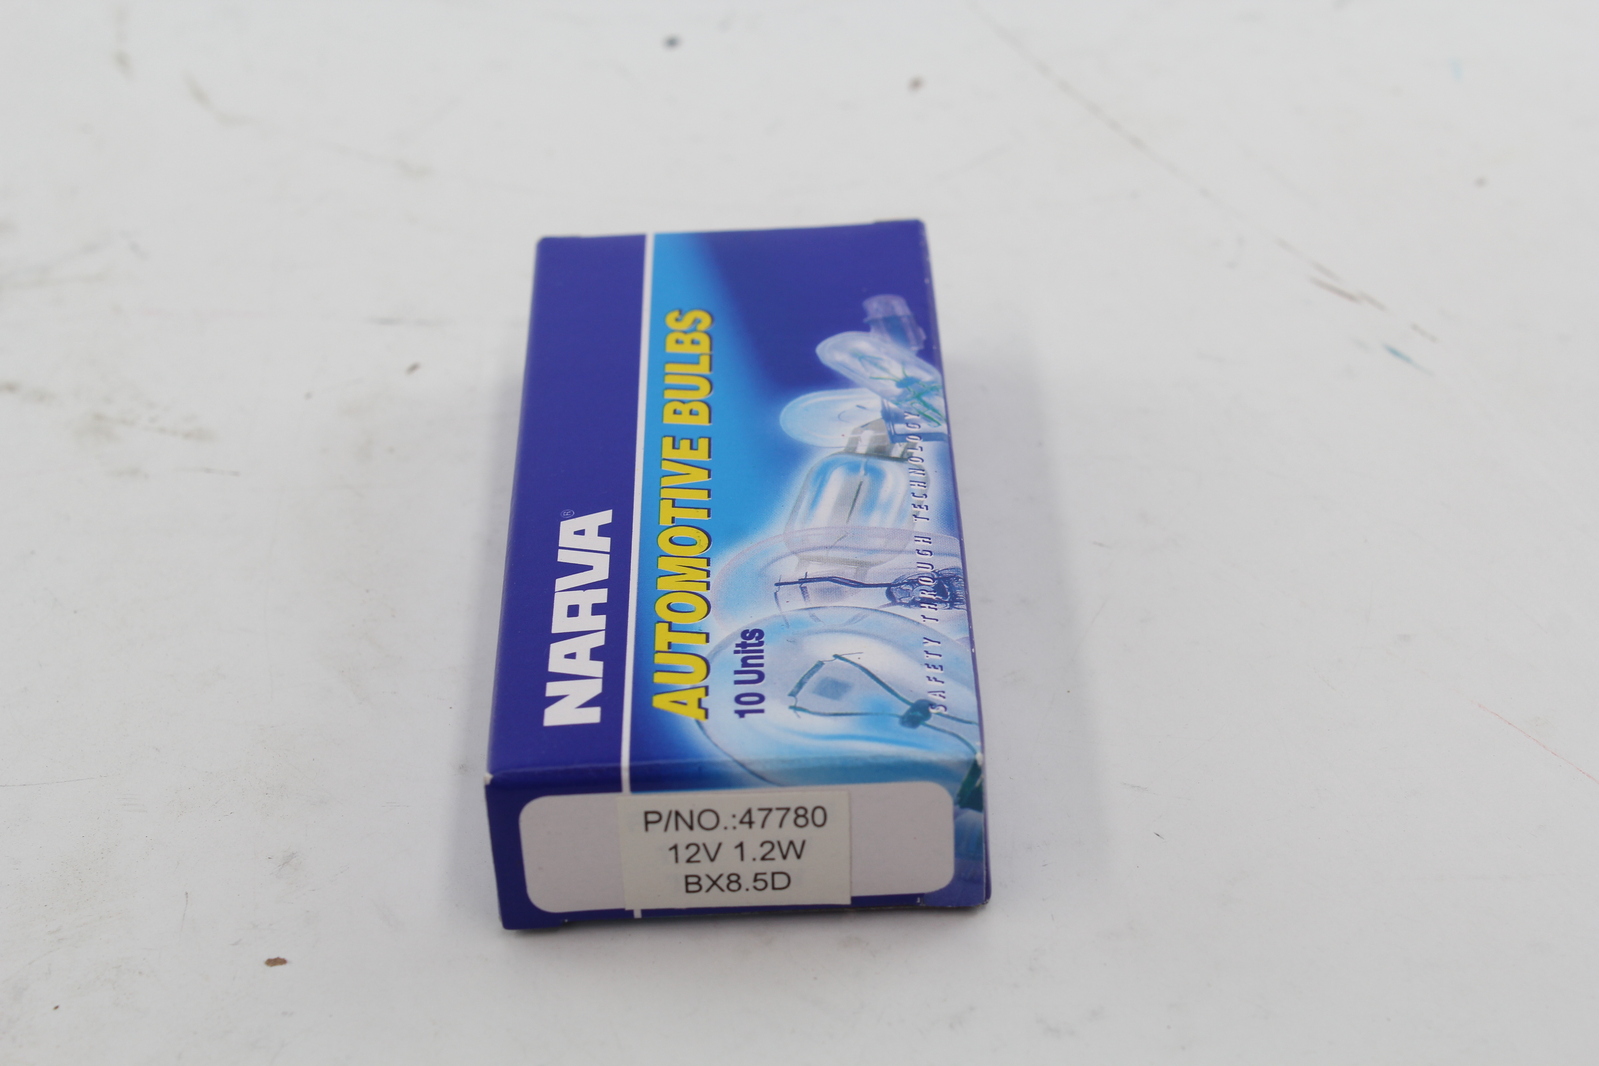 NARVA®
AUTOMOTIVE BULBS
10 Units
SAFETY THROUGH TECHNOLOGY
P/NO.:47780
12V 1.2W
BX8.5D